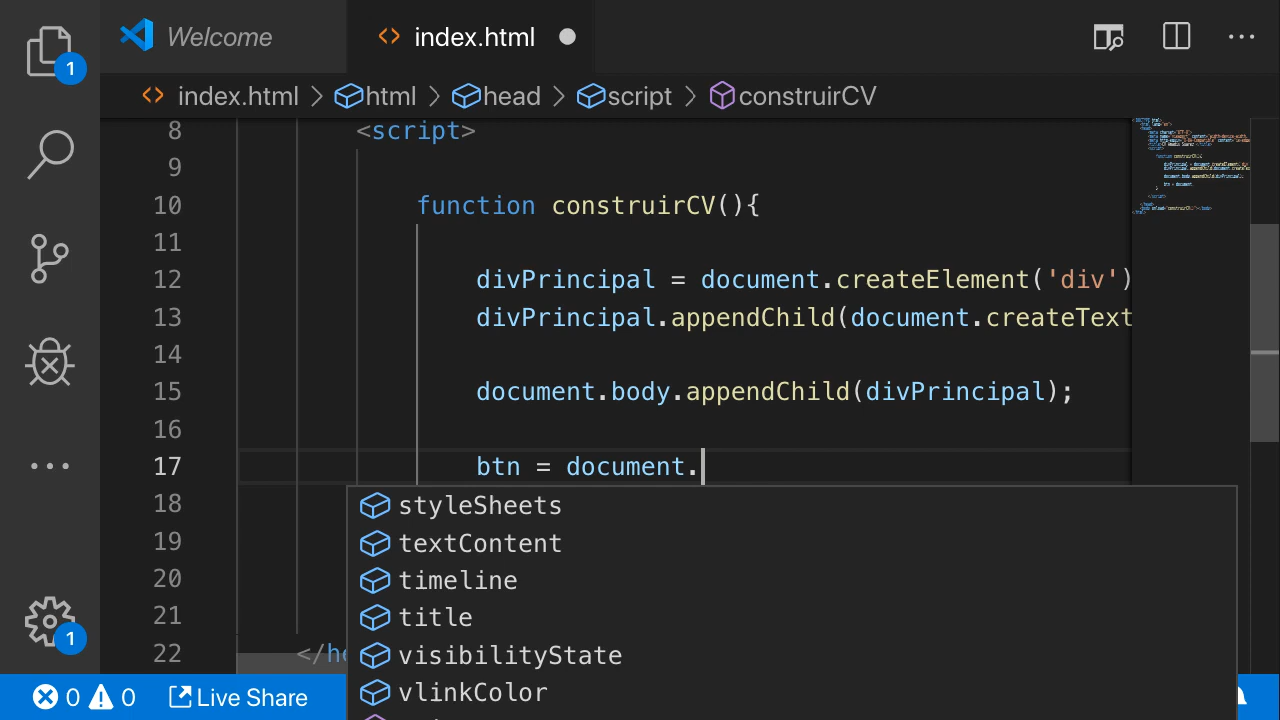 Welcome
index.html
1
index.html > html > head > script > construirCV
8 <script>
9
10 function construirCV(){
11
12 divPrincipal = document.createElement('div')
13 divPrincipal.appendChild(document.createText
14
15 document.body.appendChild(divPrincipal);
16
17 btn = document.
18 styleSheets
19 textContent
20 timeline
21 title
22 </he
visibilityState
vlinkColor
1
0 0 Live Share